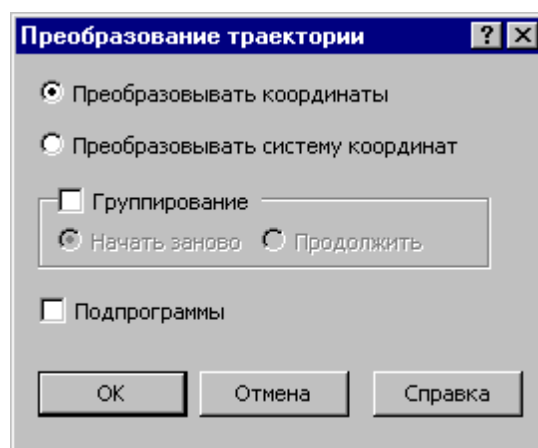 Преобразование траектории
Преобразовывать координаты
Преобразовывать систему координат
Группирование
Начать заново Продолжить
Подпрограммы
OK Отмена Справка